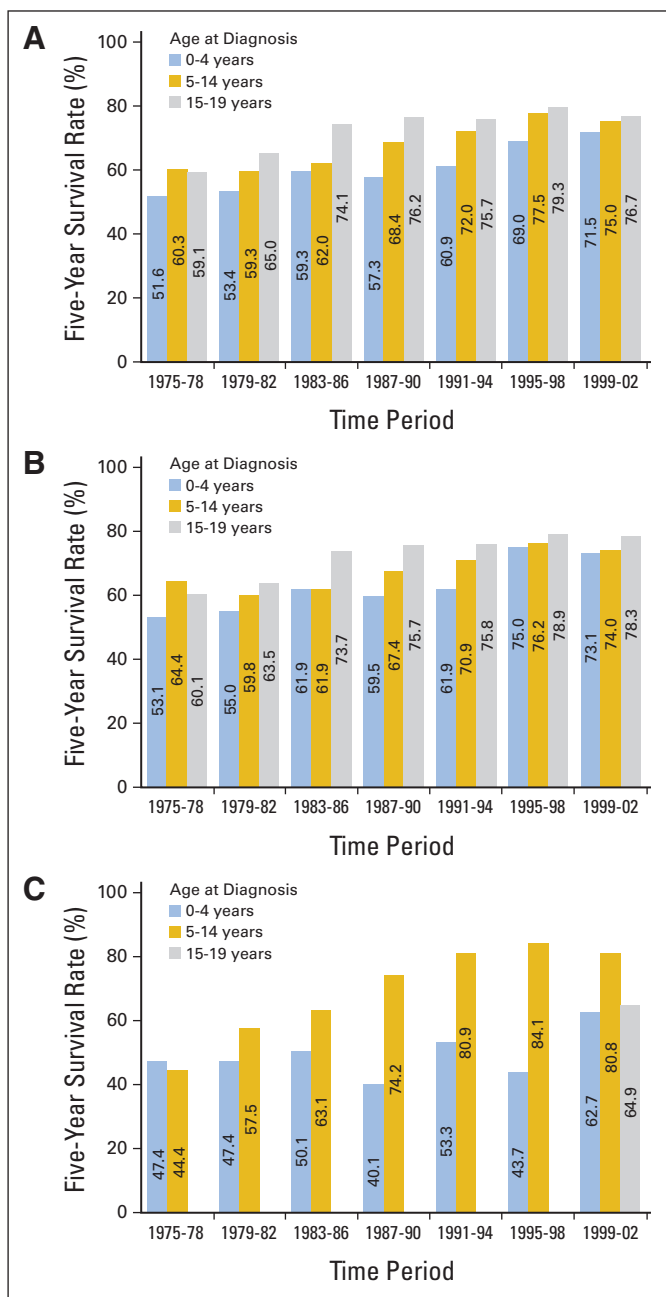 A
Age at Diagnosis
0-4 years
5-14 years
15-19 years
Five-Year Survival Rate (%)
100
80
60
40
20
0
51.6 60.3 59.1
53.4 59.3 65.0
59.3 62.0 74.1
57.3 68.4 76.2
60.9 72.0 75.7
69.0 77.5 79.3
71.5 75.0 76.7
1975-78 1979-82 1983-86 1987-90 1991-94 1995-98 1999-02
Time Period
B
Age at Diagnosis
0-4 years
5-14 years
15-19 years
Five-Year Survival Rate (%)
100
80
60
40
20
0
53.1 64.4 60.1
55.0 59.8 63.5
61.9 61.9 73.7
59.5 67.4 75.7
61.9 70.9 75.8
75.0 76.2 78.9
73.1 74.0 78.3
1975-78 1979-82 1983-86 1987-90 1991-94 1995-98 1999-02
Time Period
C
Age at Diagnosis
0-4 years
5-14 years
15-19 years
Five-Year Survival Rate (%)
100
80
60
40
20
0
47.4 44.4
47.4 57.5
50.1 63.1
40.1 74.2
53.3 80.9
43.7 84.1
62.7 80.8 64.9
1975-78 1979-82 1983-86 1987-90 1991-94 1995-98 1999-02
Time Period